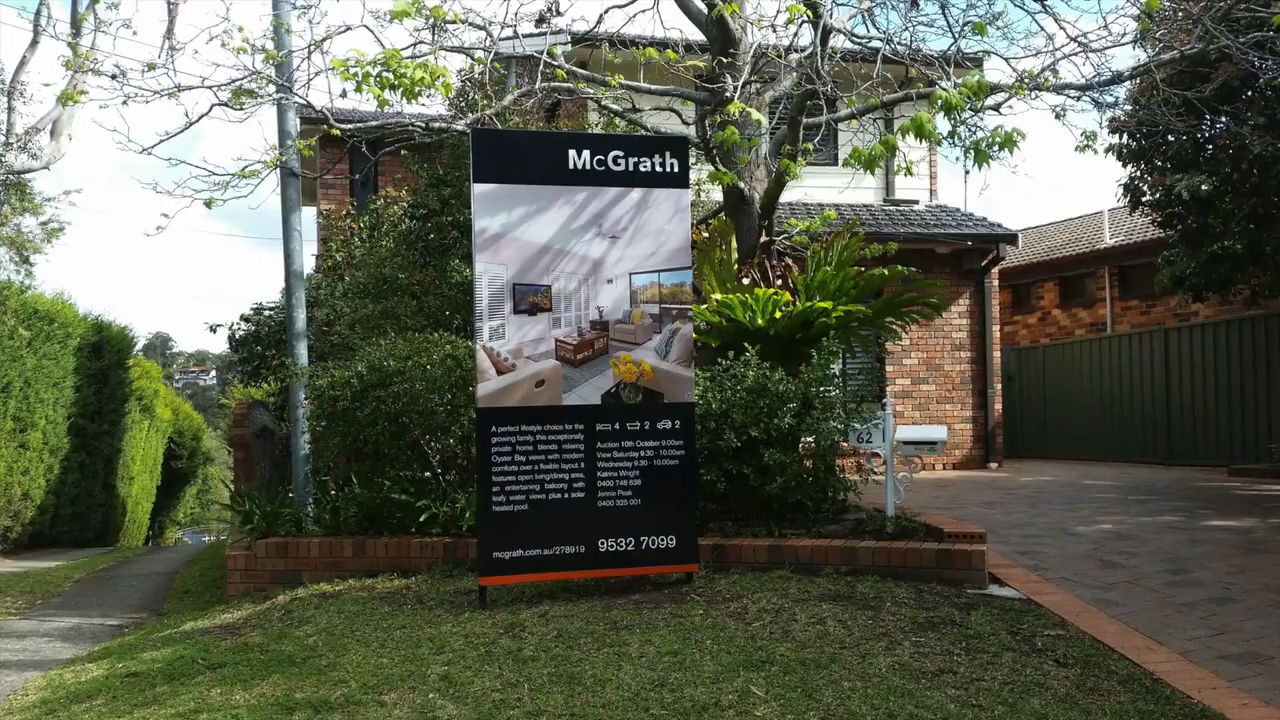 McGrath
A perfect lifestyle choice for the
growing family, this exceptionally
private home blends relaxing
Oyster Bay views with modern
comforts over a flexible layout. It
features open living/dining area,
an entertaining balcony with
leafy water views plus a solar
heated pool.
4 2 2
Auction 10th October 9.00am
View Saturday 9.30 - 10.00am
Wednesday 9.30 - 10.00am
Katrina Wright
0400 748 638
Jennie Peak
0400 325 001
mcgrath.com.au/278919
9532 7099
62